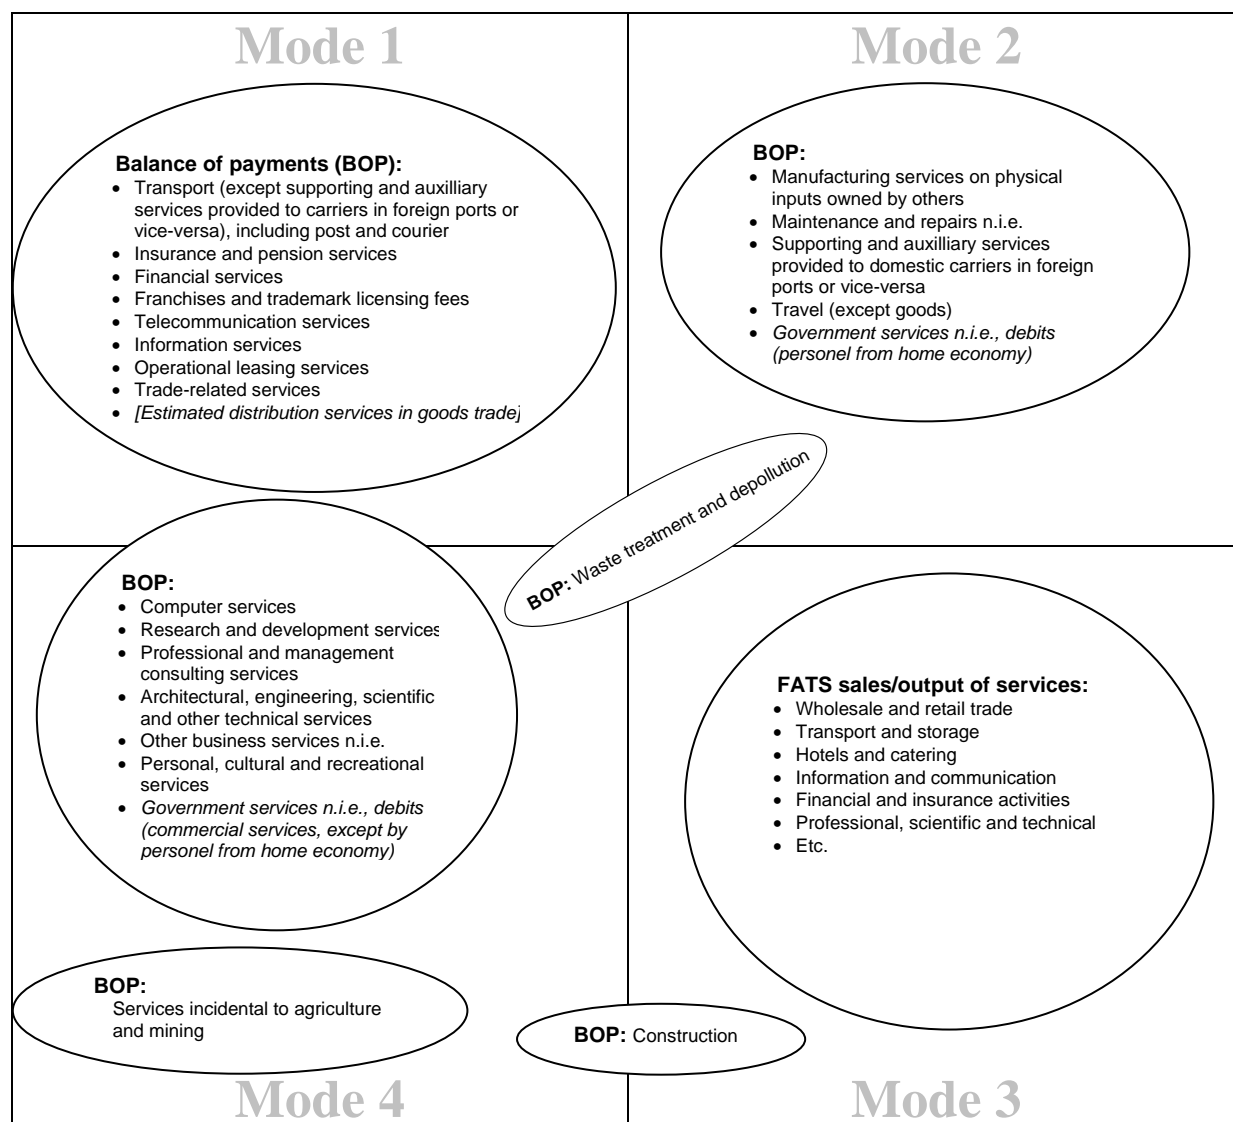 Mode 1
Balance of payments (BOP):
• Transport (except supporting and auxilliary
services provided to carriers in foreign ports or
vice-versa), including post and courier
• Insurance and pension services
• Financial services
• Franchises and trademark licensing fees
• Telecommunication services
• Information services
• Operational leasing services
• Trade-related services
• [Estimated distribution services in goods trade]
Mode 2
BOP:
• Manufacturing services on physical
inputs owned by others
• Maintenance and repairs n.i.e.
• Supporting and auxilliary services
provided to domestic carriers in foreign
ports or vice-versa
• Travel (except goods)
• Government services n.i.e., debits
(personel from home economy)
BOP: Waste treatment and depollution
BOP:
• Computer services
• Research and development services
• Professional and management
consulting services
• Architectural, engineering, scientific
and other technical services
• Other business services n.i.e.
• Personal, cultural and recreational
services
• Government services n.i.e., debits
(commercial services, except by
personel from home economy)
FATS sales/output of services:
• Wholesale and retail trade
• Transport and storage
• Hotels and catering
• Information and communication
• Financial and insurance activities
• Professional, scientific and technical
• Etc.
BOP:
Services incidental to agriculture
and mining
BOP: Construction
Mode 4
Mode 3